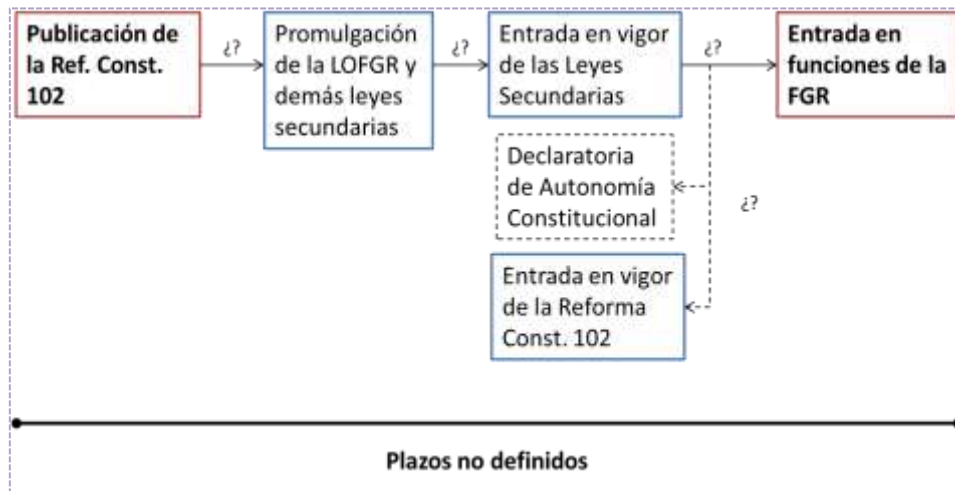 Publicación de
la Ref. Const.
102
¿?
Promulgación
de la LOFGR y
demás leyes
secundarias
¿?
Entrada en vigor
de las Leyes
Secundarias
¿?
Entrada en
funciones de la
FGR
Declaratoria
de Autonomía
Constitucional
¿?
Entrada en vigor
de la Reforma
Const. 102
Plazos no definidos